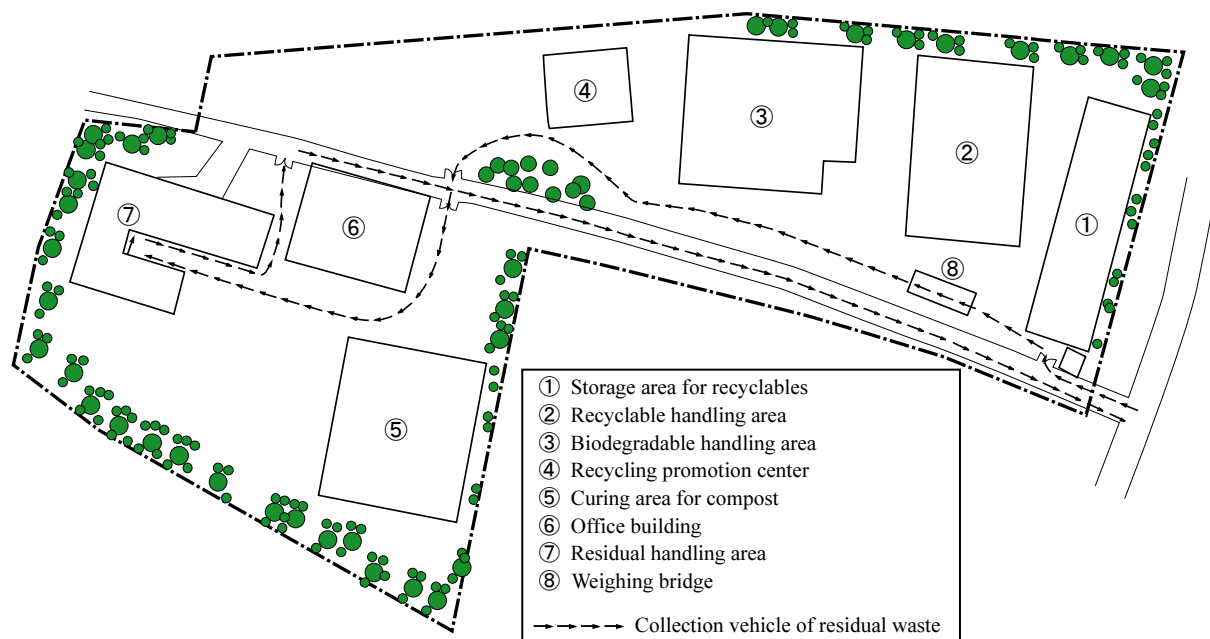 ④
③
②
①
⑦
⑥
⑧
⑤
① Storage area for recyclables
② Recyclable handling area
③ Biodegradable handling area
④ Recycling promotion center
⑤ Curing area for compost
⑥ Office building
⑦ Residual handling area
⑧ Weighing bridge
Collection vehicle of residual waste